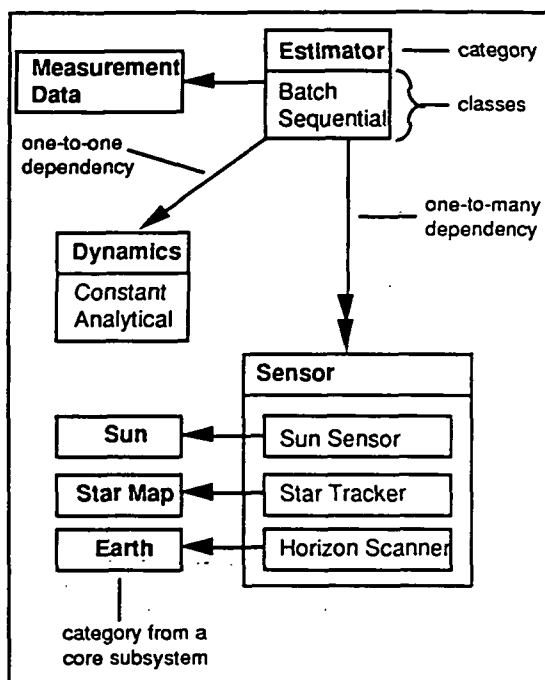 Estimator
category
Measurement
Data
Batch
Sequential
classes
one-to-one
dependency
one-to-many
dependency
Dynamics
Constant
Analytical
Sensor
Sun
Sun Sensor
Star Map
Star Tracker
Earth
Horizon Scanner
category from a
core subsystem